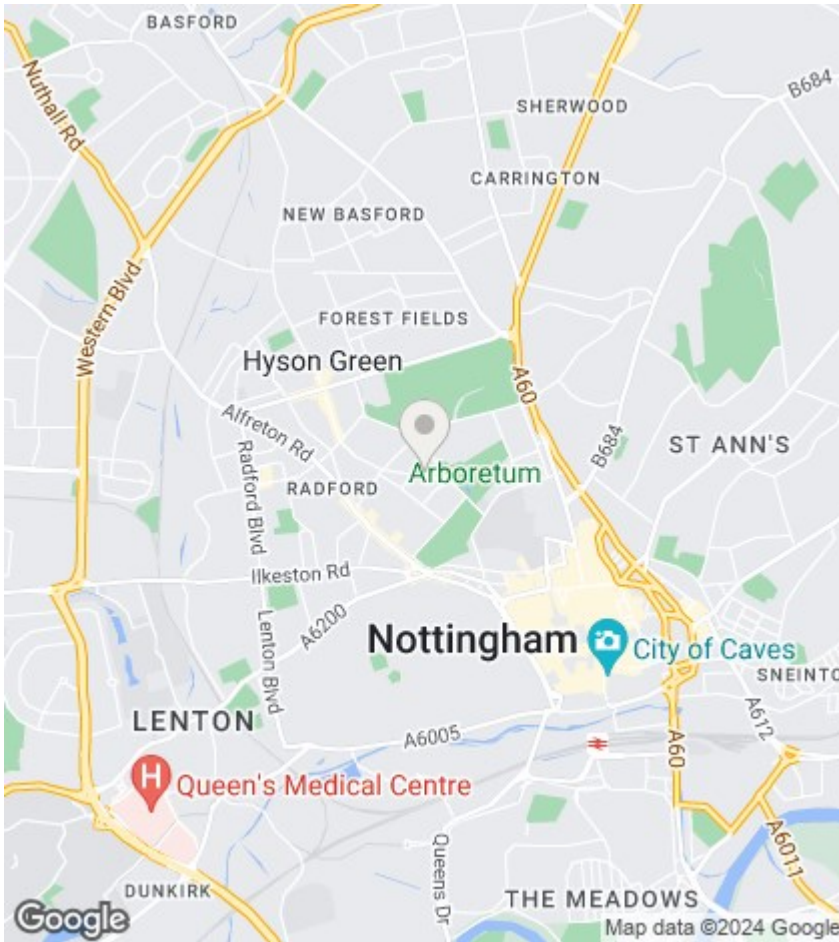 BASFORD
Nuthall Rd
B684
SHERWOOD
CARRINGTON
NEW BASFORD
Western Blvd
FOREST FIELDS
Hyson Green
A60
Alfreton Rd
B684
ST ANN'S
Arboretum
Radford Blvd
RADFORD
Ilkeston Rd
A6200
Nottingham
City of Caves
Lenton Blvd
SNEINTO
LENTON
A6005
A60
A612
Queen's Medical Centre
H
Queens Dr
A6011
DUNKIRK
THE MEADOWS
Google
Map data ©2024 Google